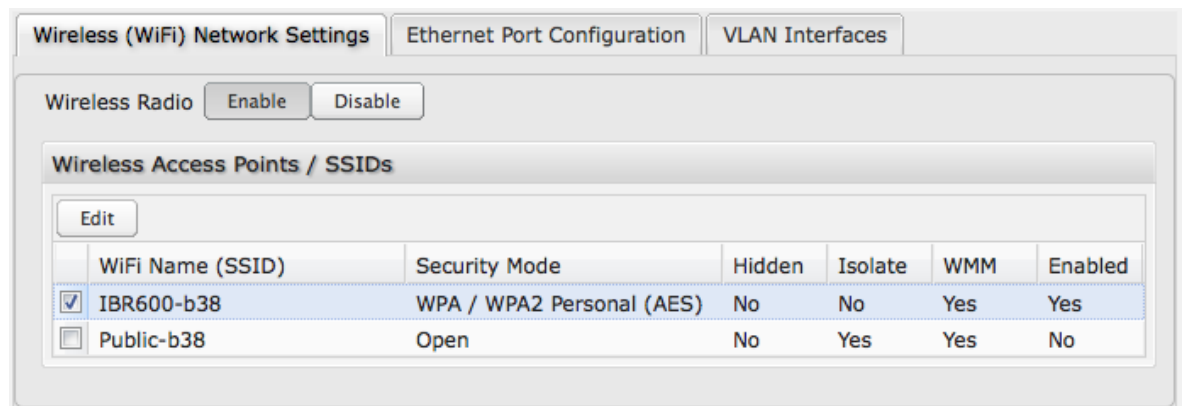 Wireless (WiFi) Network Settings Ethernet Port Configuration VLAN Interfaces
Wireless Radio Enable Disable
Wireless Access Points / SSIDs
Edit
WiFi Name (SSID) Security Mode Hidden Isolate WMM Enabled
IBR600-b38 WPA / WPA2 Personal (AES) No No Yes Yes
Public-b38 Open No Yes Yes No